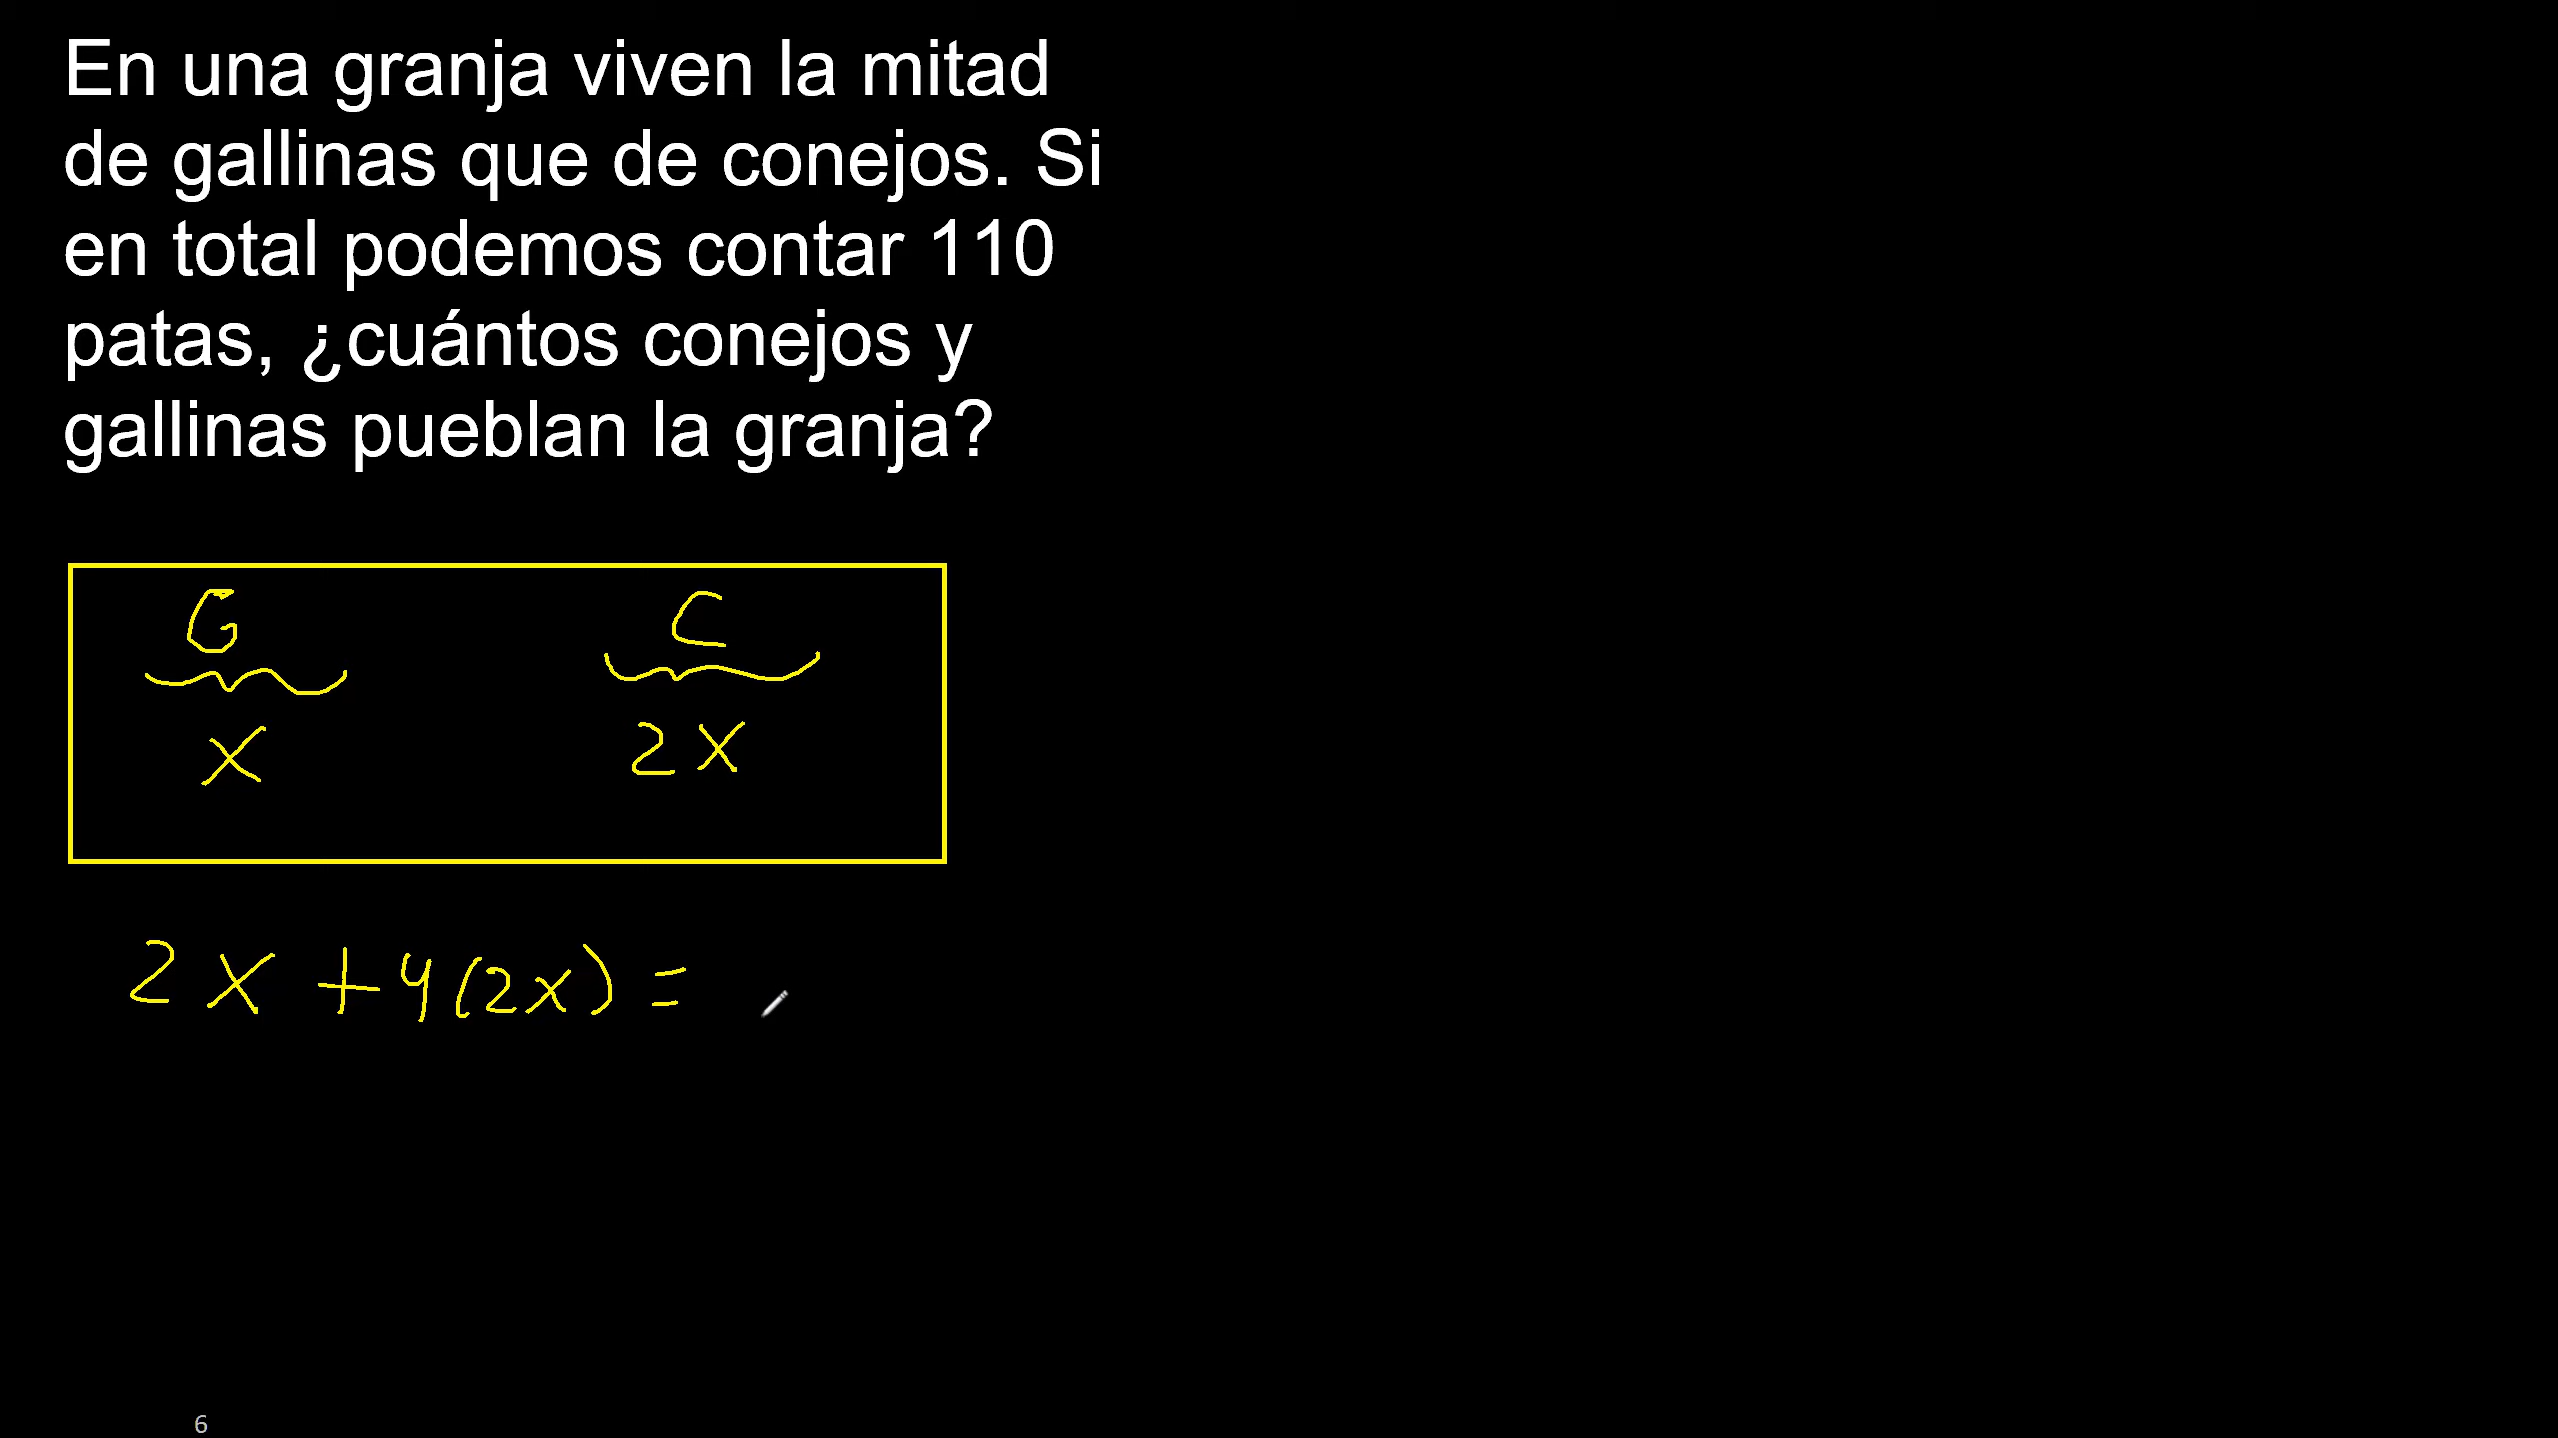 En una granja viven la mitad
de gallinas que de conejos. Si
en total podemos contar 110
patas, ¿cuántos conejos y
gallinas pueblan la granja?
G C
x 2x
2x + 4(2x) =
6